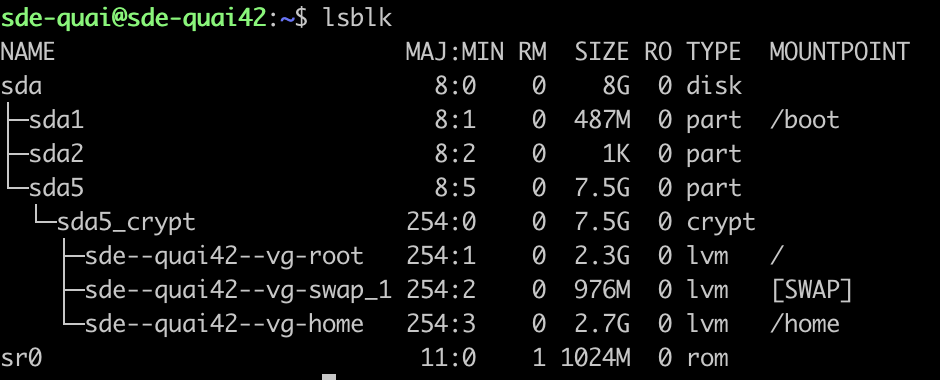 sde-quai@sde-quai42:~$ lsblk
NAME                         MAJ:MIN RM  SIZE RO TYPE  MOUNTPOINT
sda                            8:0    0    8G  0 disk
├─sda1                         8:1    0  487M  0 part  /boot
├─sda2                         8:2    0    1K  0 part
└─sda5                         8:5    0  7.5G  0 part
  └─sda5_crypt               254:0    0  7.5G  0 crypt
    ├─sde--quai42--vg-root   254:1    0  2.3G  0 lvm   /
    ├─sde--quai42--vg-swap_1 254:2    0  976M  0 lvm   [SWAP]
    └─sde--quai42--vg-home   254:3    0  2.7G  0 lvm   /home
sr0                           11:0    1 1024M  0 rom